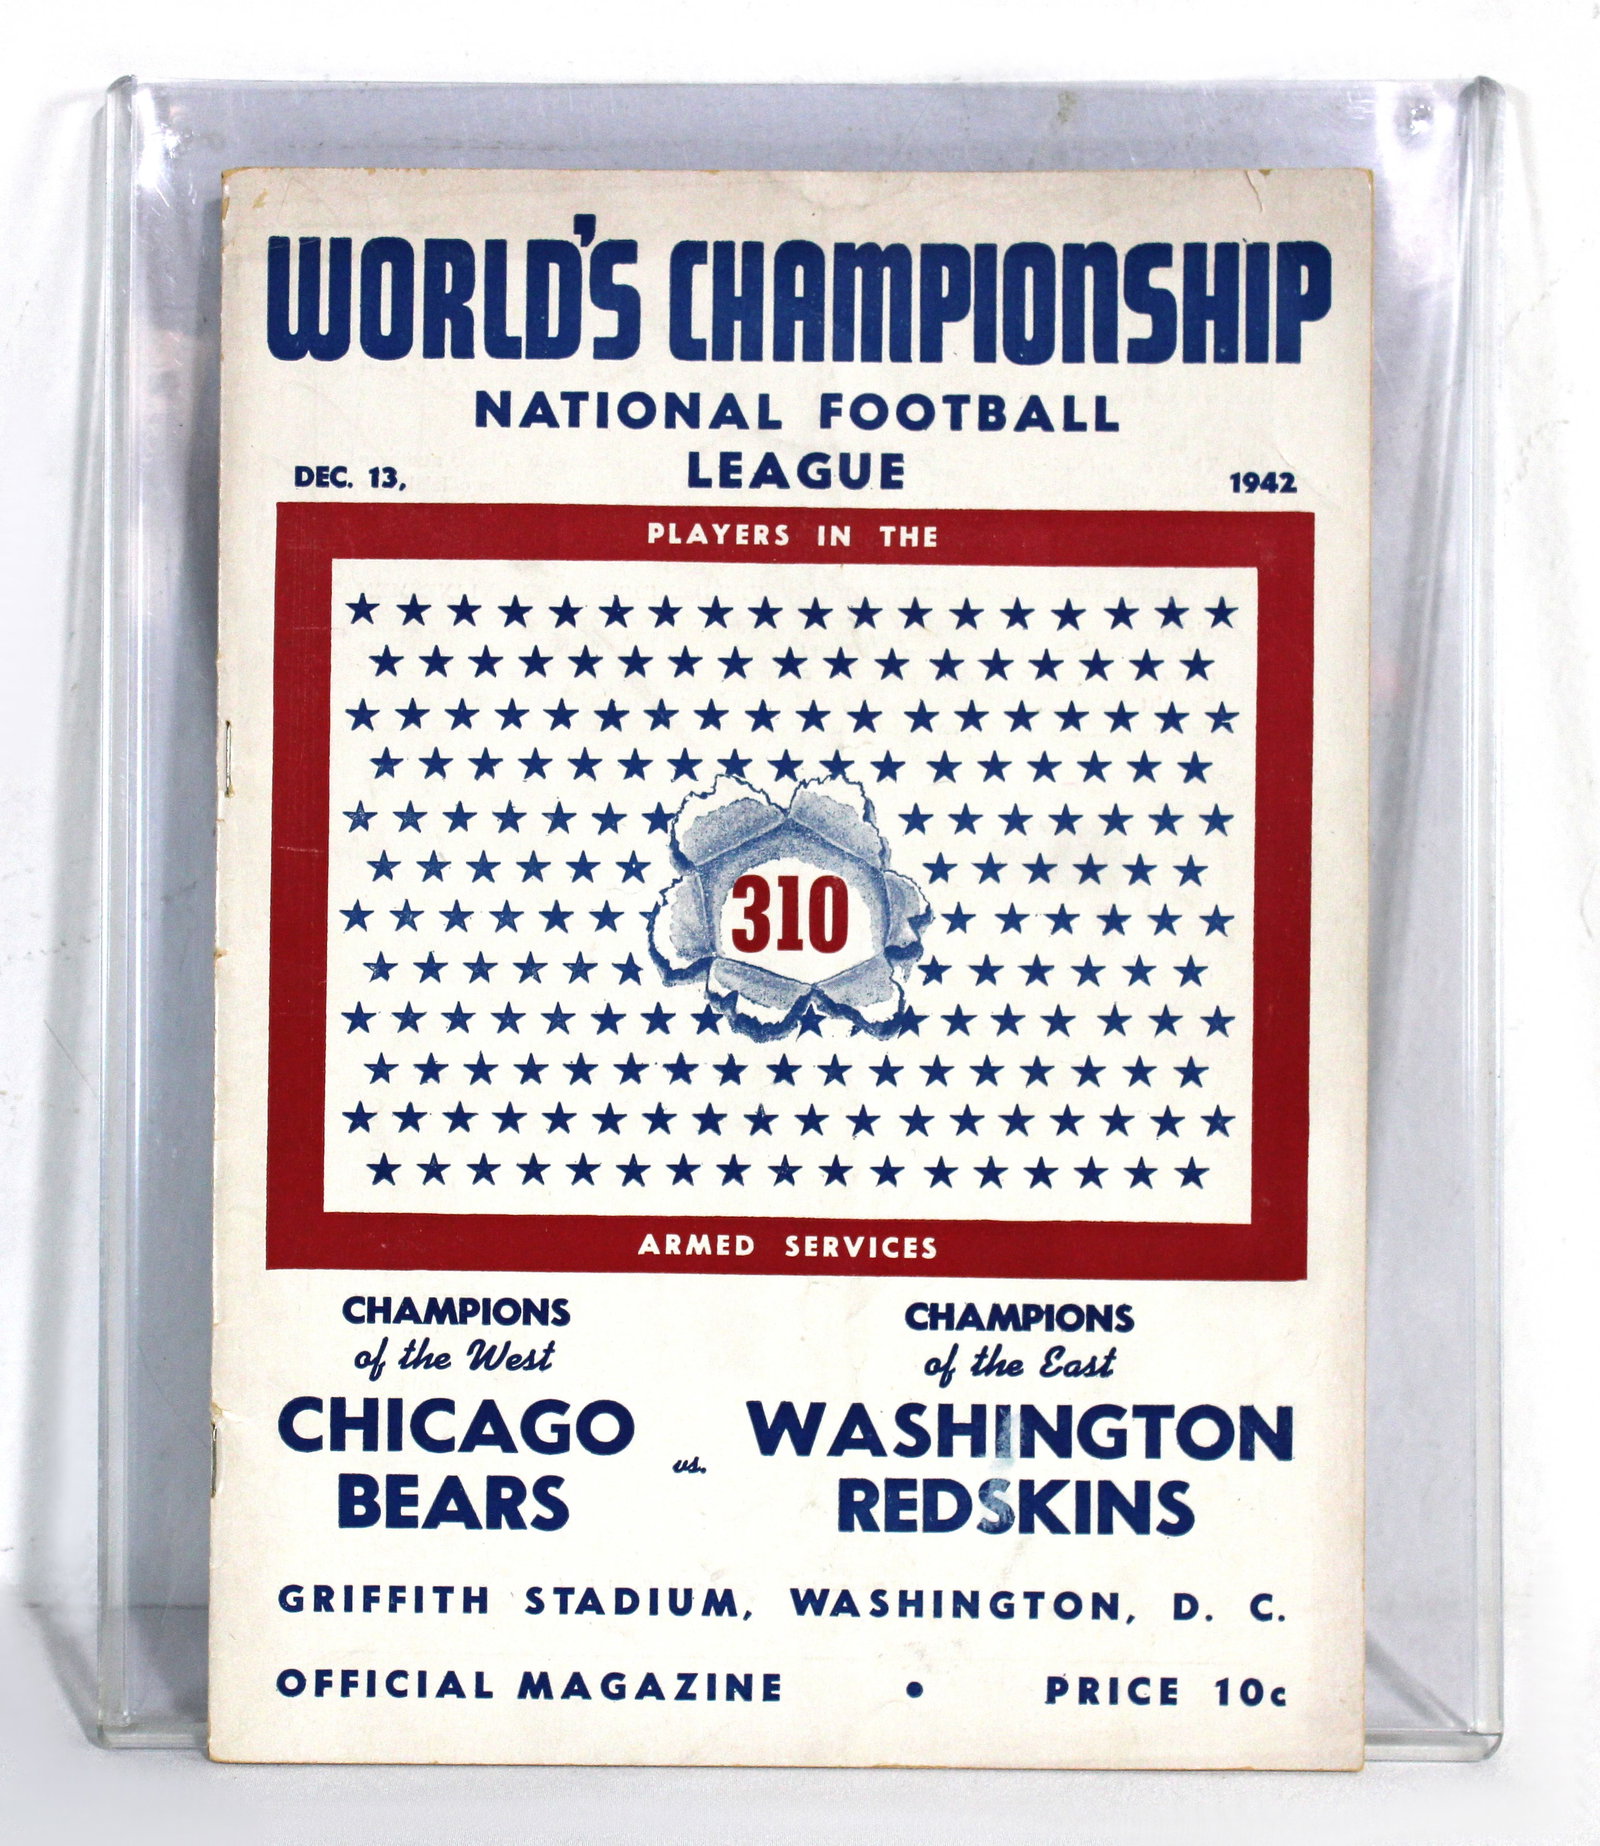 WORLD'S CHAMPIONSHIP
NATIONAL FOOTBALL
LEAGUE
DEC. 13, 1942
PLAYERS IN THE
310
ARMED SERVICES
CHAMPIONS
of the West
CHICAGO
BEARS
vs.
CHAMPIONS
of the East
WASHINGTON
REDSKINS
GRIFFITH STADIUM, WASHINGTON, D. C.
OFFICIAL MAGAZINE • PRICE 10c